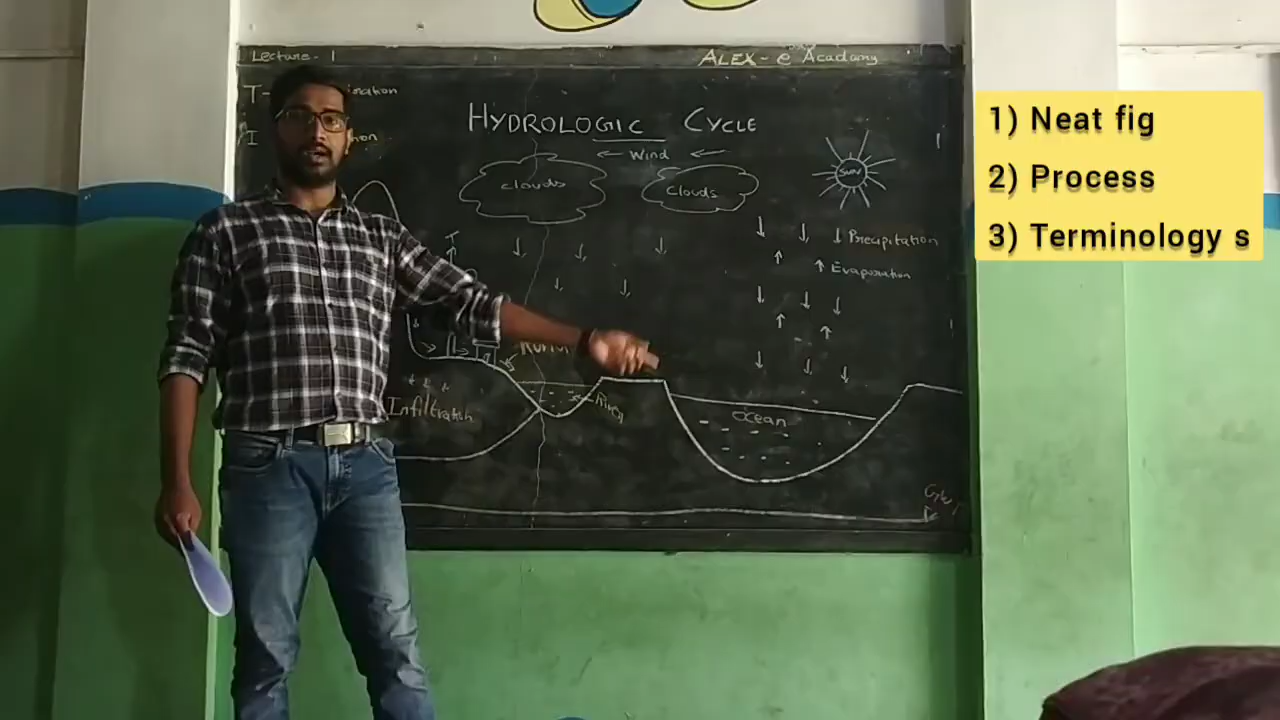 Lecture - 1
ALEX - e Academy
T-
I
HYDROLOGIC CYCLE
← Wind ←
Clouds
Clouds
SUN
↓ Precipitation
↑ Evaporation
T
Infiltration
Ocean
1) Neat fig
2) Process
3) Terminology s